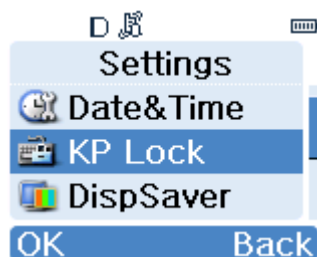 D
Settings
Date&Time
KP Lock
DispSaver
OK Back